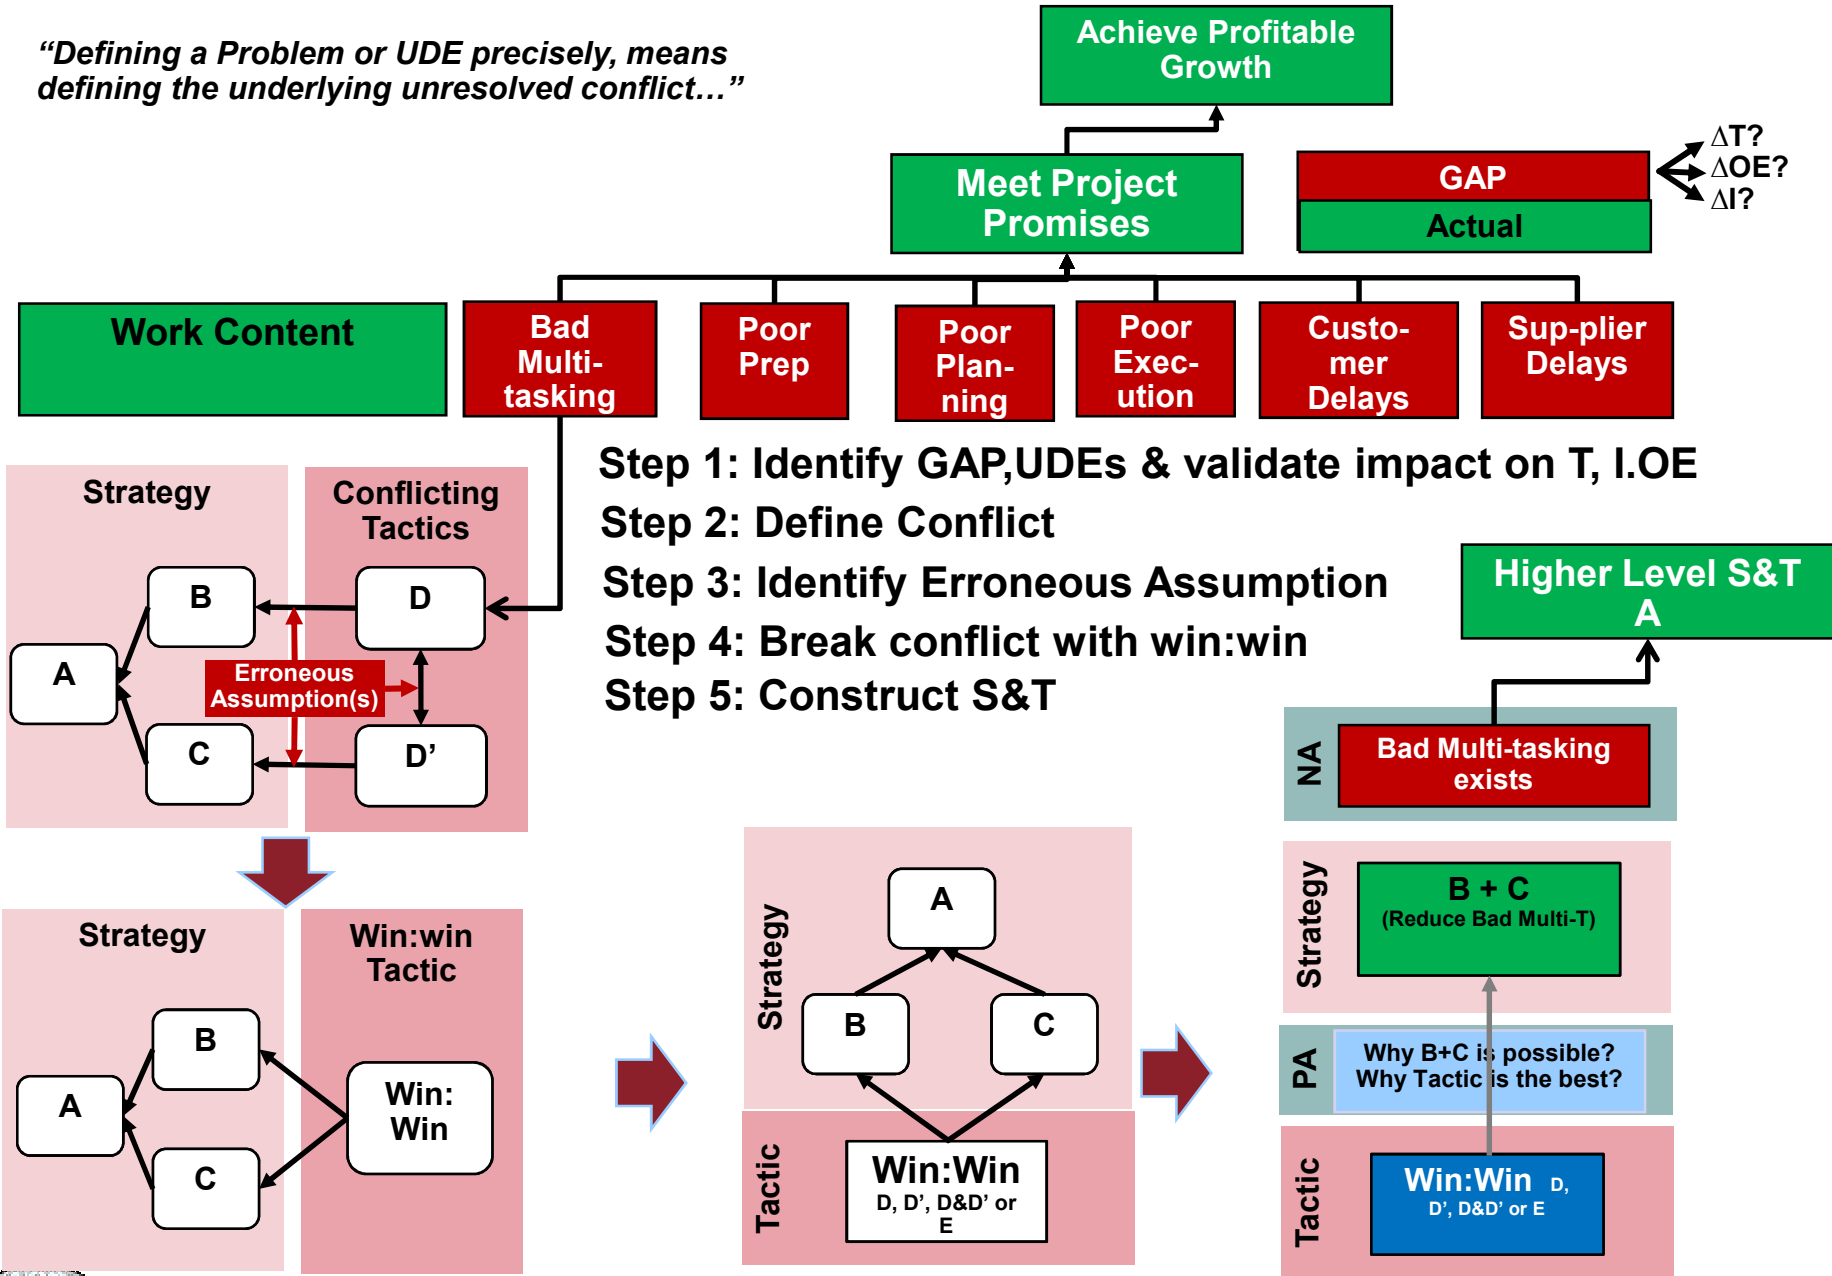 “Defining a Problem or UDE precisely, means
defining the underlying unresolved conflict…”
Achieve Profitable
Growth
Meet Project
Promises
GAP
Actual
∆T?
∆OE?
∆I?
Work Content
Bad
Multi-
tasking
Poor
Prep
Poor
Plan-
ning
Poor
Exec-
ution
Custo-
mer
Delays
Sup-plier
Delays
Step 1: Identify GAP,UDEs & validate impact on T, I.OE
Step 2: Define Conflict
Step 3: Identify Erroneous Assumption
Step 4: Break conflict with win:win
Step 5: Construct S&T
Strategy
Conflicting
Tactics
A
B
C
D
D’
Erroneous
Assumption(s)
Strategy
Win:win
Tactic
A
B
C
Win:
Win
Strategy
A
B
C
Tactic
Win:Win
D, D’, D&D’ or
E
Higher Level S&T
A
NA
Bad Multi-tasking
exists
Strategy
B + C
(Reduce Bad Multi-T)
PA
Why B+C is possible?
Why Tactic is the best?
Tactic
Win:Win D,
D’, D&D’ or E